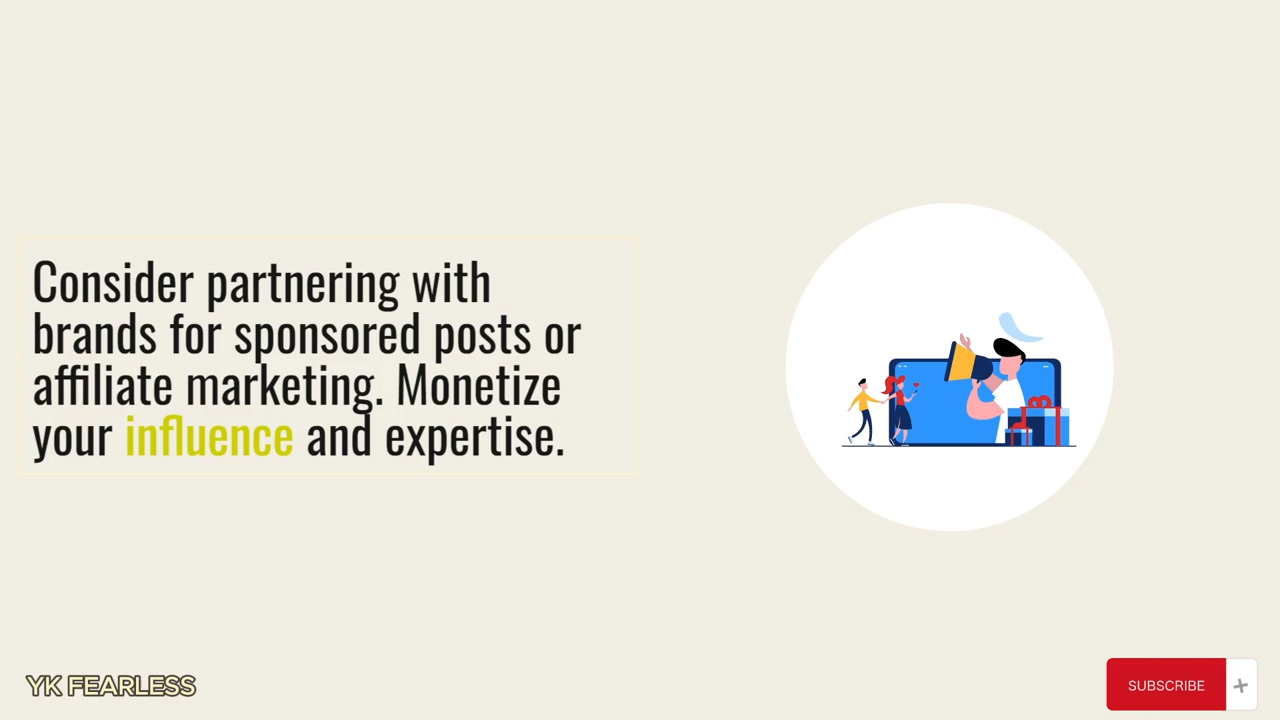 Consider partnering with
brands for sponsored posts or
affiliate marketing. Monetize
your influence and expertise.
YK FEARLESS
SUBSCRIBE